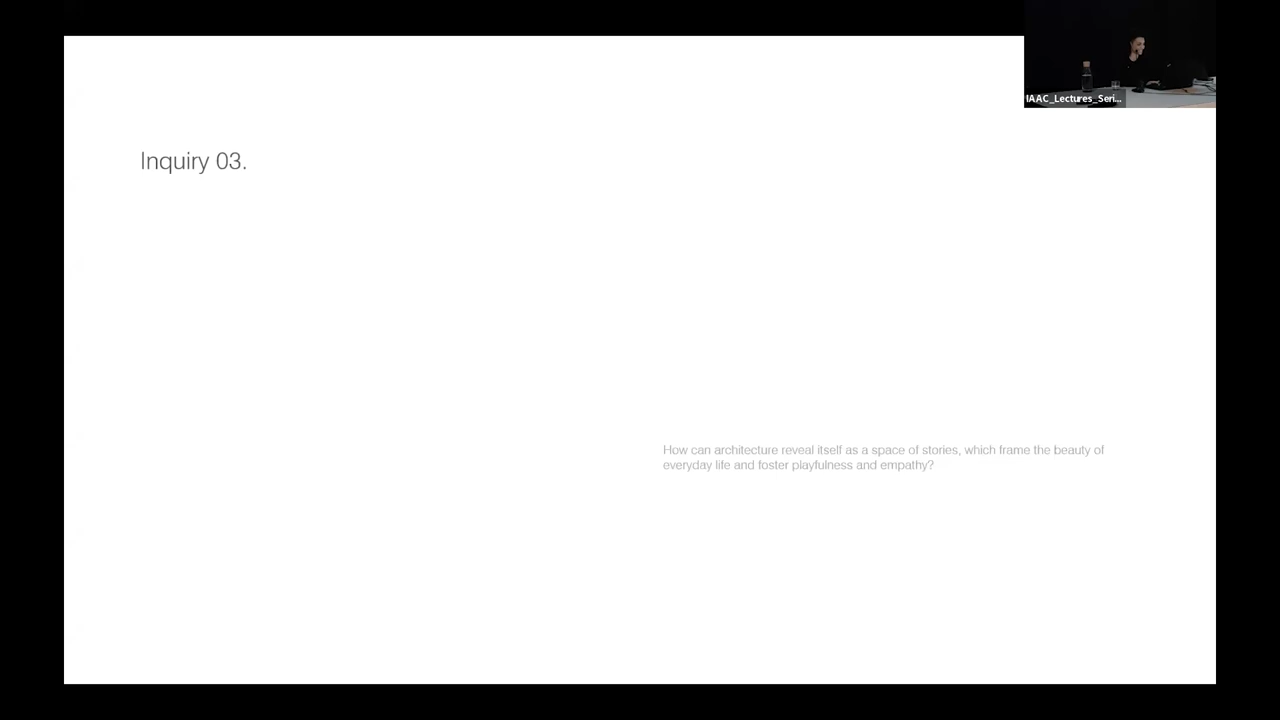 IAAC_Lectures_Seri...
Inquiry 03.
How can architecture reveal itself as a space of stories, which frame the beauty of
everyday life and foster playfulness and empathy?